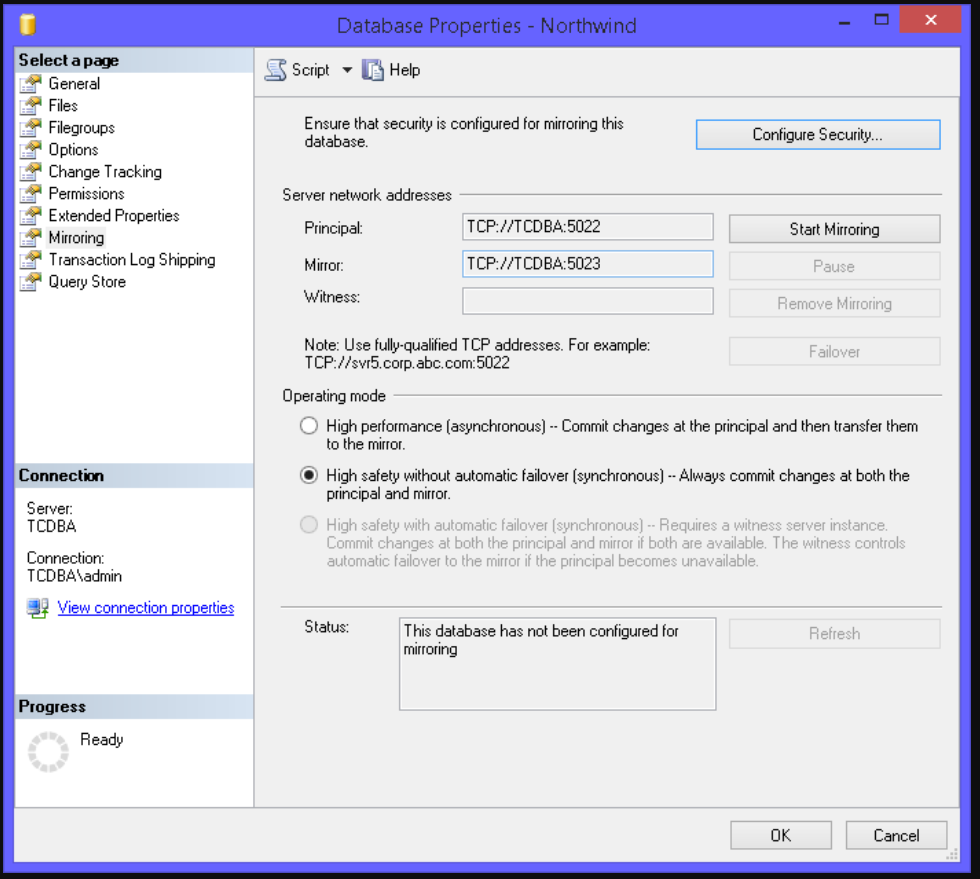 Database Properties - Northwind
Select a page
General
Files
Filegroups
Options
Change Tracking
Permissions
Extended Properties
Mirroring
Transaction Log Shipping
Query Store
Connection
Server:
TCDBA
Connection:
TCDBA\admin
View connection properties
Progress
Ready
Script
Help
Ensure that security is configured for mirroring this
database.
Configure Security...
Server network addresses
Principal:
TCP://TCDBA:5022
Start Mirroring
Mirror:
TCP://TCDBA:5023
Pause
Witness:
Remove Mirroring
Note: Use fully-qualified TCP addresses. For example:
TCP://svr5.corp.abc.com:5022
Failover
Operating mode
High performance (asynchronous) -- Commit changes at the principal and then transfer them
to the mirror.
High safety without automatic failover (synchronous) -- Always commit changes at both the
principal and mirror.
High safety with automatic failover (synchronous) -- Requires a witness server instance.
Commit changes at both the principal and mirror if both are available. The witness controls
automatic failover to the mirror if the principal becomes unavailable.
Status:
This database has not been configured for
mirroring
Refresh
OK
Cancel